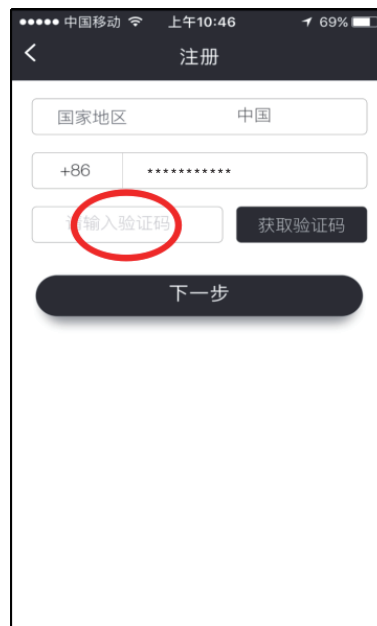 ●●●●● 中国移动 上午10:46 69%
注册
国家地区 中国
+86 ***********
请输入验证码 获取验证码
下一步